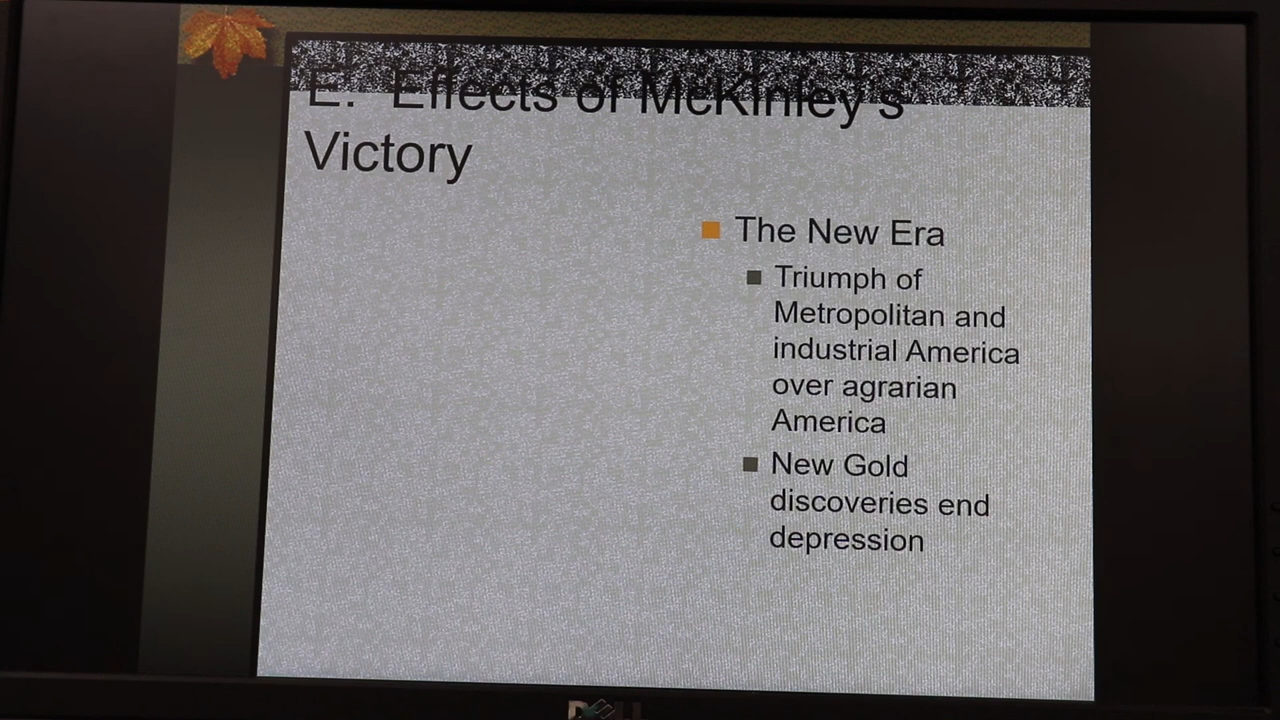 E. Effects of McKinley's
Victory
The New Era
Triumph of
Metropolitan and
industrial America
over agrarian
America
New Gold
discoveries end
depression
DELL